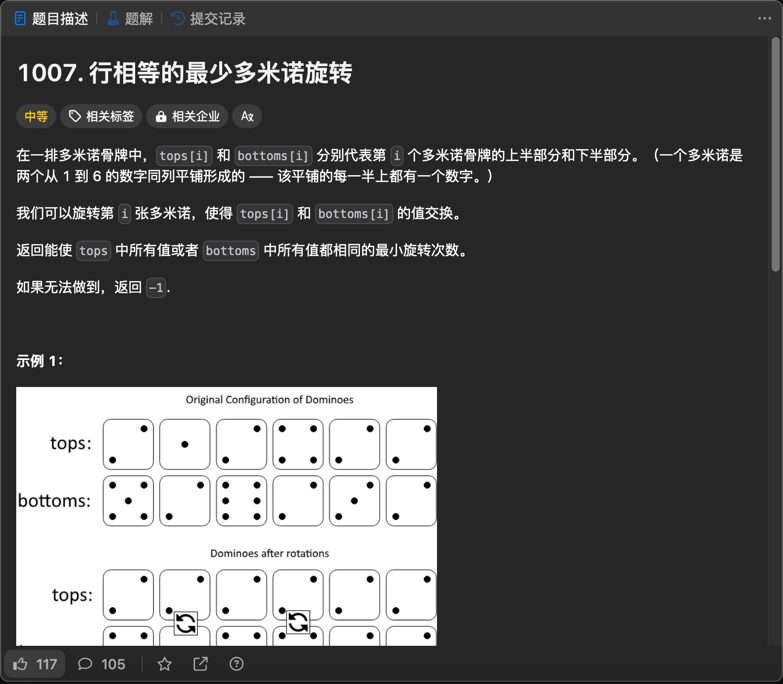 题目描述 题解 提交记录
1007. 行相等的最少多米诺旋转
中等 相关标签 相关企业
在一排多米诺骨牌中，tops[i] 和 bottoms[i] 分别代表第 i 个多米诺骨牌的上半部分和下半部分。（一个多米诺是
两个从 1 到 6 的数字同列平铺形成的 —— 该平铺的每一半上都有一个数字。）
我们可以旋转第 i 张多米诺，使得 tops[i] 和 bottoms[i] 的值交换。
返回能使 tops 中所有值或者 bottoms 中所有值都相同的最小旋转次数。
如果无法做到，返回 -1.
示例 1：
Original Configuration of Dominoes
tops:
bottoms:
Dominoes after rotations
tops:
117 105